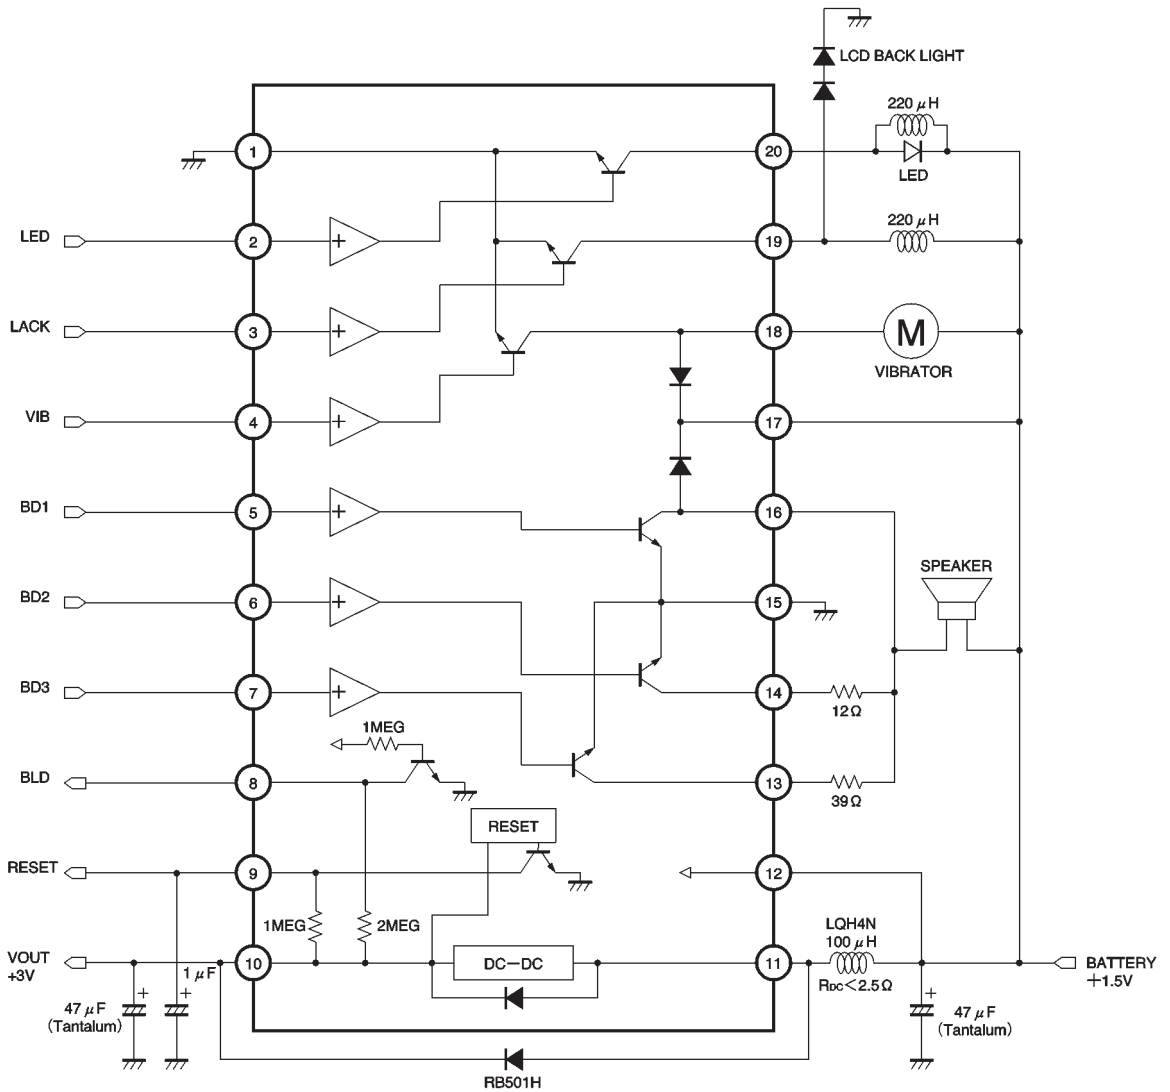 LCD BACK LIGHT
220 μH
1
20
LED
LED
2
19
220 μH
LACK
3
18
M
VIBRATOR
VIB
4
17
BD1
5
16
SPEAKER
BD2
6
15
BD3
7
14
12Ω
1MEG
BLD
8
13
39Ω
RESET
RESET
9
12
1MEG
2MEG
LQH4N
100 μH
VOUT
+3V
10
DC−DC
11
RDC<2.5Ω
BATTERY
+1.5V
1 μF
+
+
+
47 μF
(Tantalum)
47 μF
(Tantalum)
RB501H
+
+
+
+
+
+